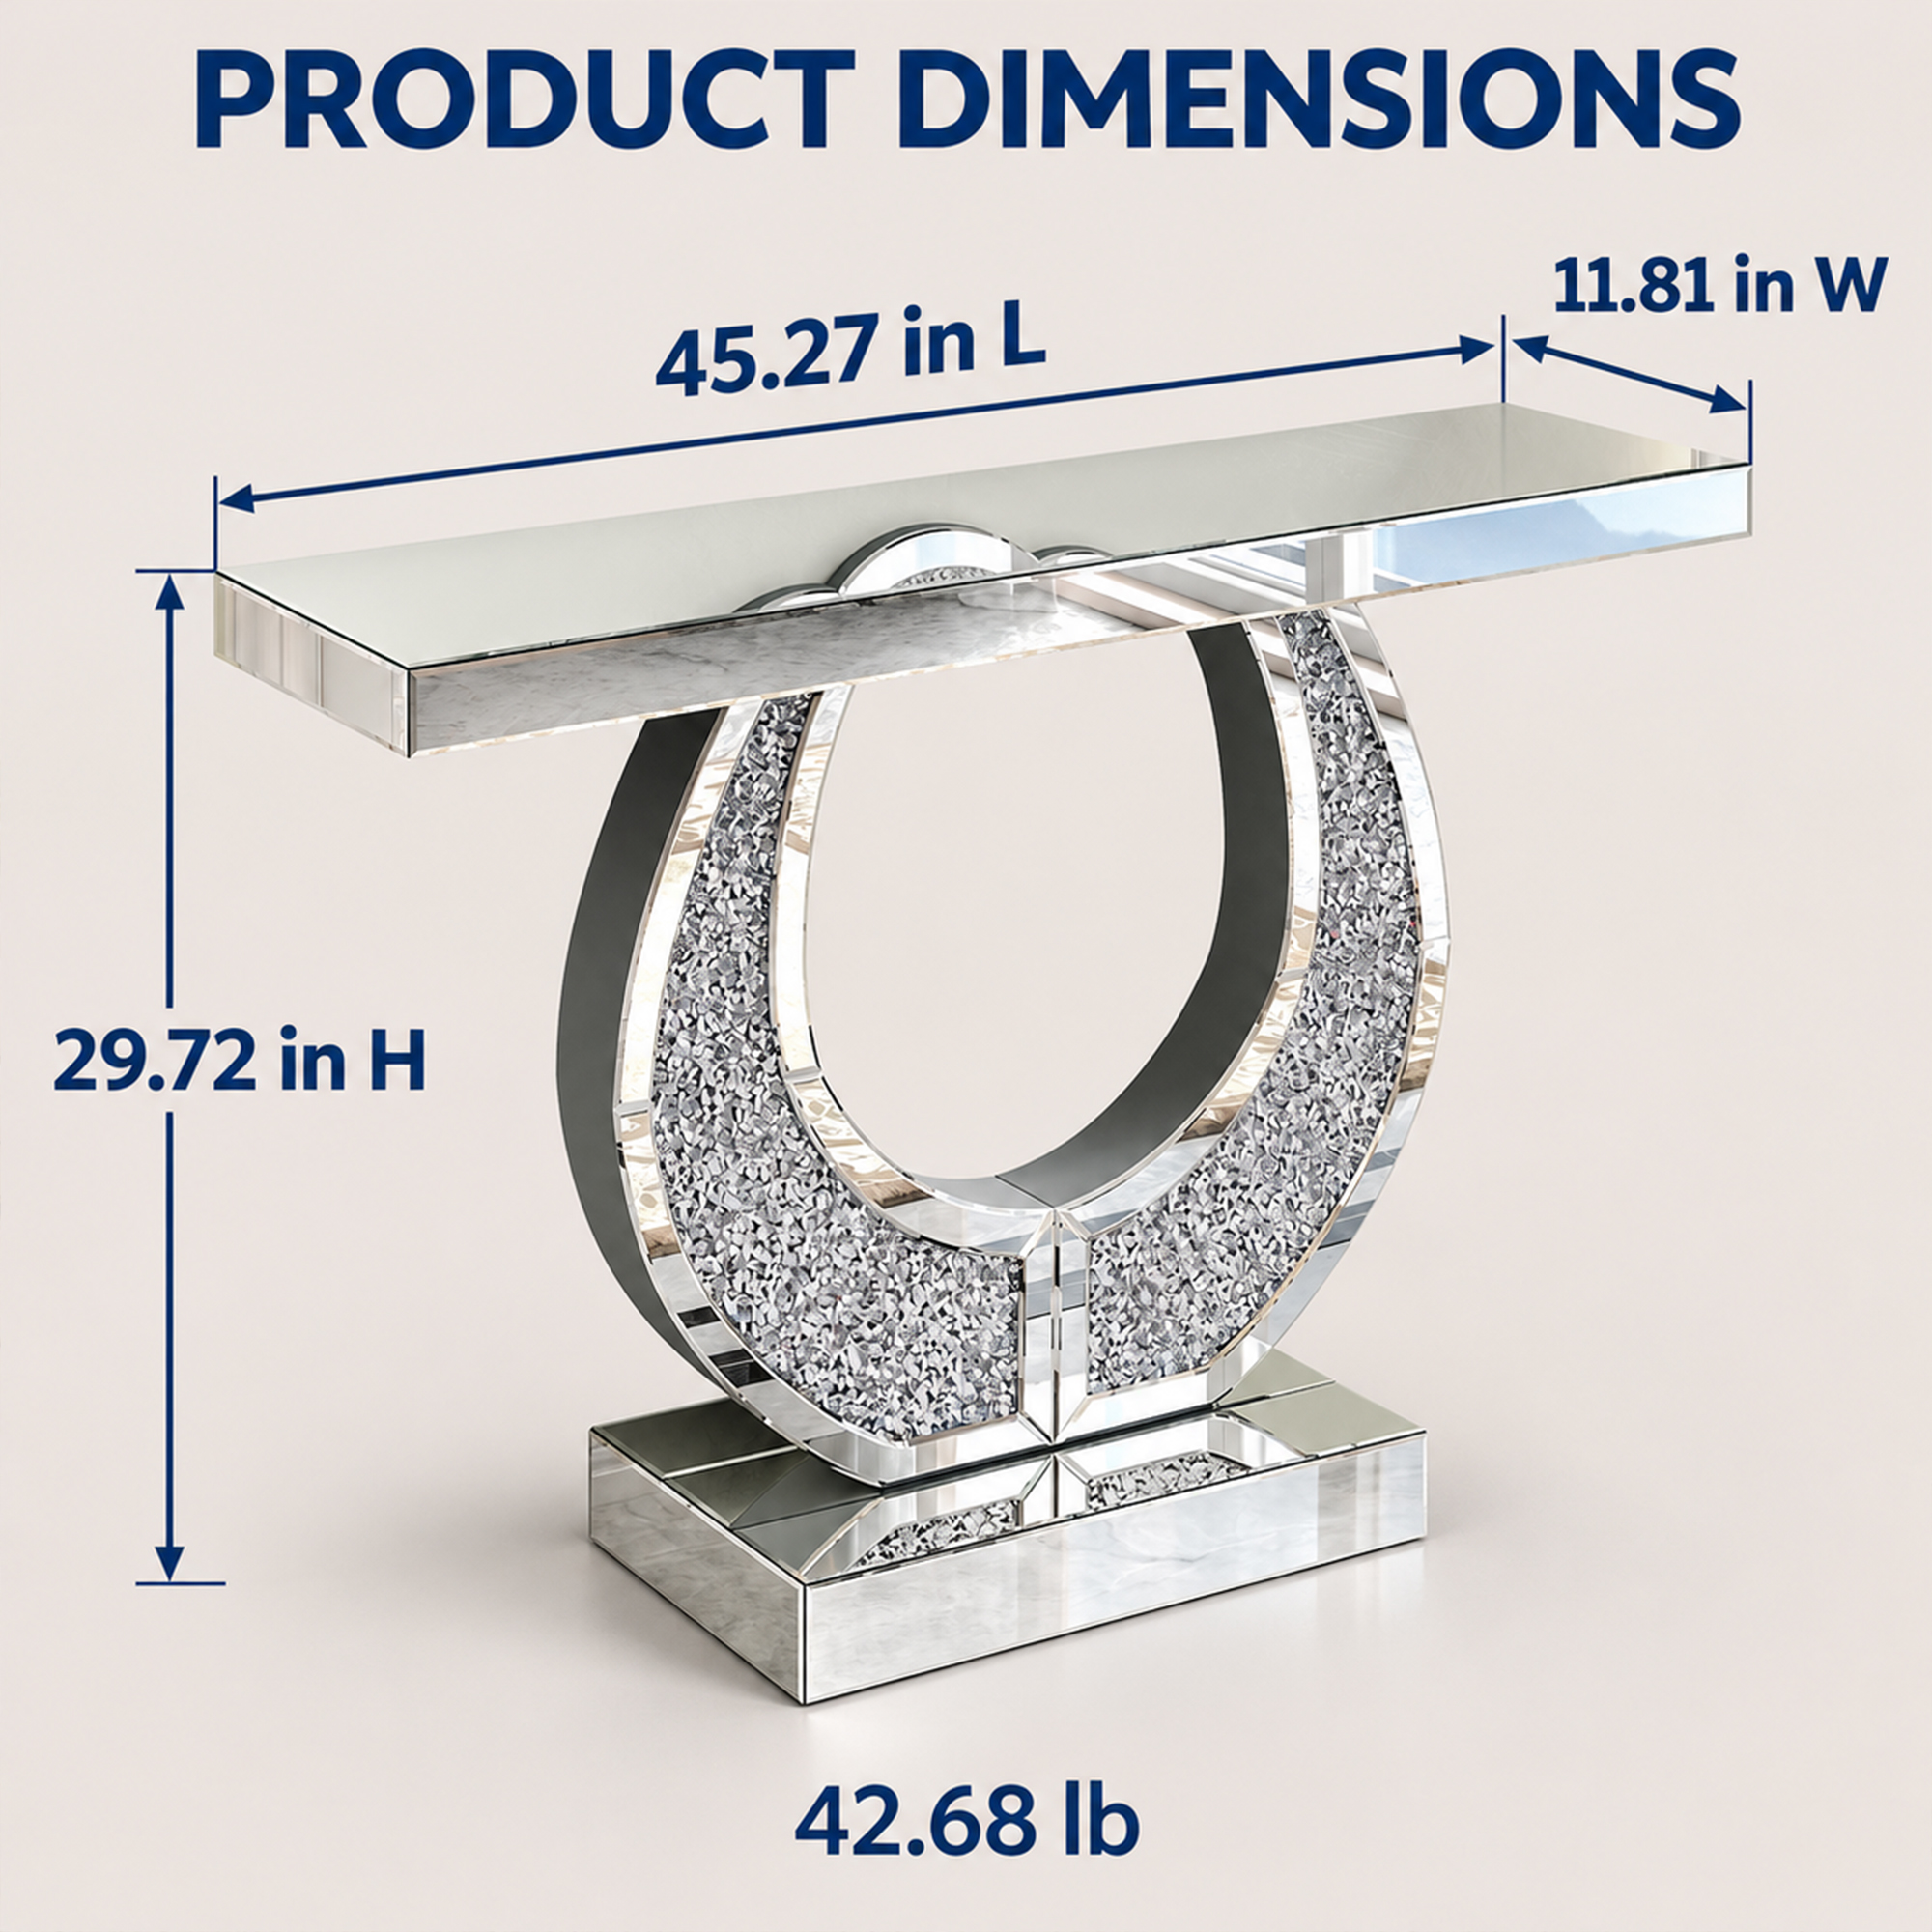 PRODUCT DIMENSIONS
11.81 in W
45.27 in L
29.72 in H
42.68 lb